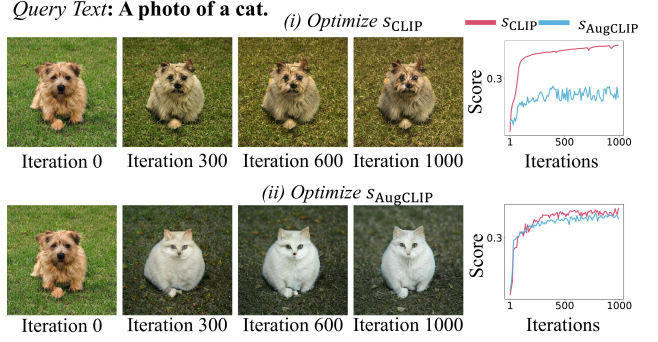 Query Text: A photo of a cat.
(i) Optimize s_CLIP
s_CLIP s_AugCLIP
Score
0.3
1 500 1000
Iterations
Iteration 0 Iteration 300 Iteration 600 Iteration 1000
(ii) Optimize s_AugCLIP
Score
0.3
1 500 1000
Iterations
Iteration 0 Iteration 300 Iteration 600 Iteration 1000